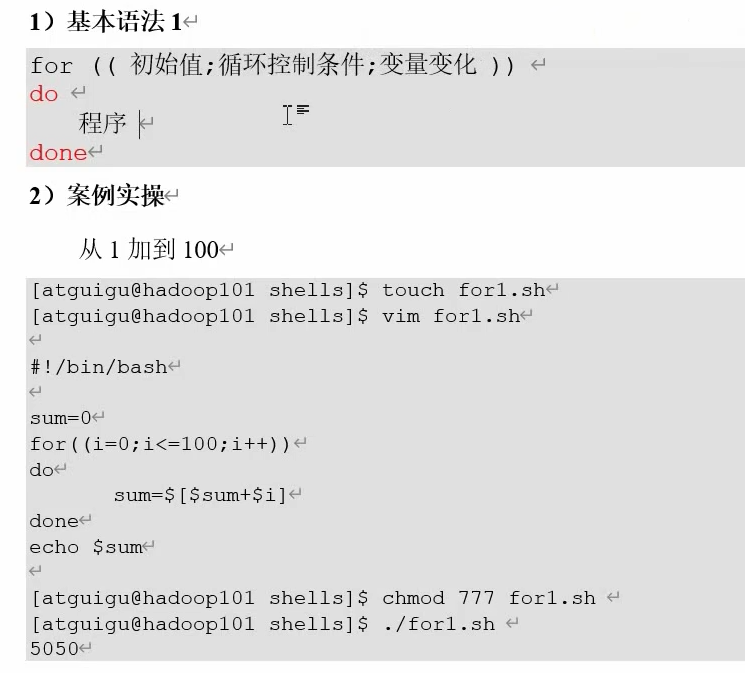 1）基本语法 1
for (( 初始值;循环控制条件;变量变化 ))
do
程序
done
2）案例实操
从 1 加到 100
[atguigu@hadoop101 shells]$ touch for1.sh
[atguigu@hadoop101 shells]$ vim for1.sh
#!/bin/bash
sum=0
for((i=0;i<=100;i++))
do
sum=$[$sum+$i]
done
echo $sum
[atguigu@hadoop101 shells]$ chmod 777 for1.sh
[atguigu@hadoop101 shells]$ ./for1.sh
5050